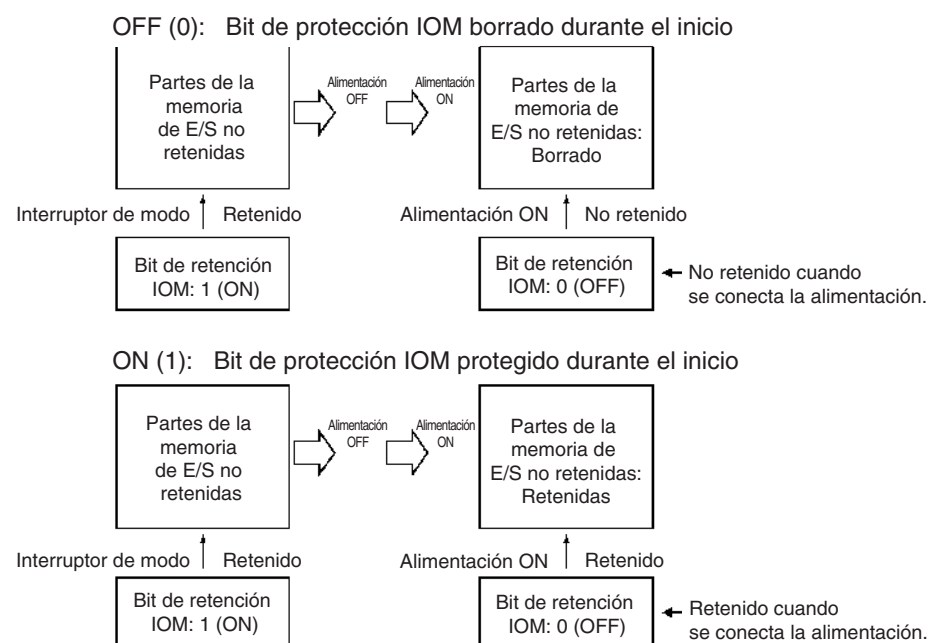 OFF (0): Bit de protección IOM borrado durante el inicio
Partes de la
memoria
de E/S no
retenidas
Alimentación
OFF
Alimentación
ON
Partes de la
memoria de
E/S no retenidas:
Borrado
Interruptor de modo
Retenido
Alimentación ON
No retenido
Bit de retención
IOM: 1 (ON)
Bit de retención
IOM: 0 (OFF)
No retenido cuando
se conecta la alimentación.
ON (1): Bit de protección IOM protegido durante el inicio
Partes de la
memoria
de E/S no
retenidas
Alimentación
OFF
Alimentación
ON
Partes de la
memoria de
E/S no retenidas:
Retenidas
Interruptor de modo
Retenido
Alimentación ON
Retenido
Bit de retención
IOM: 1 (ON)
Bit de retención
IOM: 0 (OFF)
Retenido cuando
se conecta la alimentación.